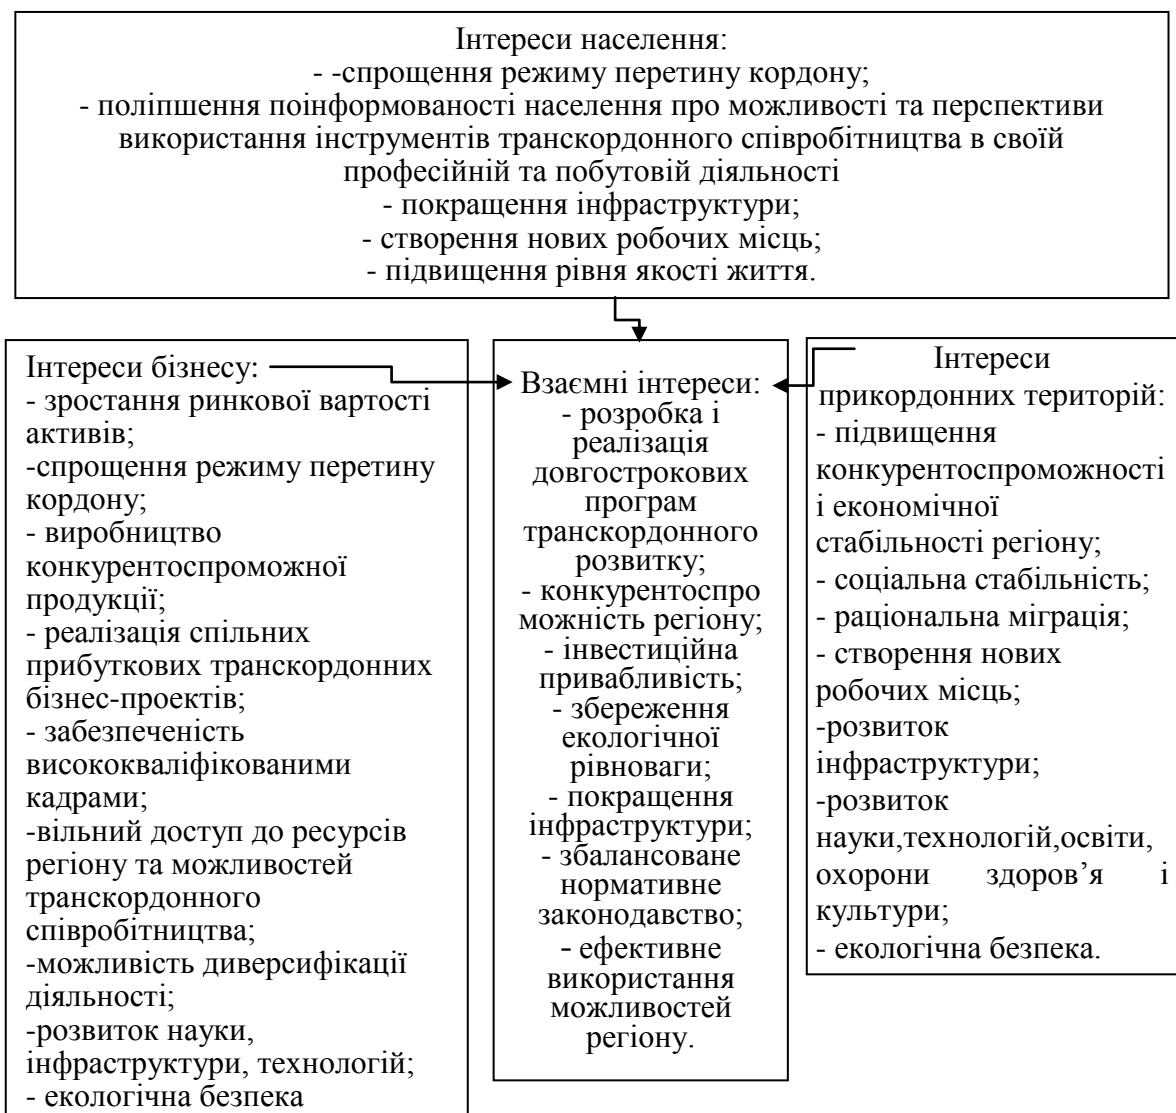 Інтереси населення:
- -спрощення режиму перетину кордону;
- поліпшення поінформованості населення про можливості та перспективи
використання інструментів транскордонного співробітництва в своїй
професійній та побутовій діяльності
- покращення інфраструктури;
- створення нових робочих місць;
- підвищення рівня якості життя.
Інтереси бізнесу:
- зростання ринкової вартості
активів;
-спрощення режиму перетину
кордону;
- виробництво
конкурентоспроможної
продукції;
- реалізація спільних
прибуткових транскордонних
бізнес-проектів;
- забезпеченість
висококваліфікованими
кадрами;
-вільний доступ до ресурсів
регіону та можливостей
транскордонного
співробітництва;
-можливість диверсифікації
діяльності;
-розвиток науки,
інфраструктури, технологій;
- екологічна безпека
Взаємні інтереси:
- розробка і
реалізація
довгострокових
програм
транскордонного
розвитку;
- конкурентоспро
можність регіону;
- інвестиційна
привабливість;
- збереження
екологічної
рівноваги;
- покращення
інфраструктури;
- збалансоване
нормативне
законодавство;
- ефективне
використання
можливостей
регіону.
Інтереси
прикордонних територій:
- підвищення
конкурентоспроможності
і економічної
стабільності регіону;
- соціальна стабільність;
- раціональна міграція;
- створення нових
робочих місць;
-розвиток
інфраструктури;
-розвиток
науки,технологій,освіти,
охорони здоров’я і
культури;
- екологічна безпека.